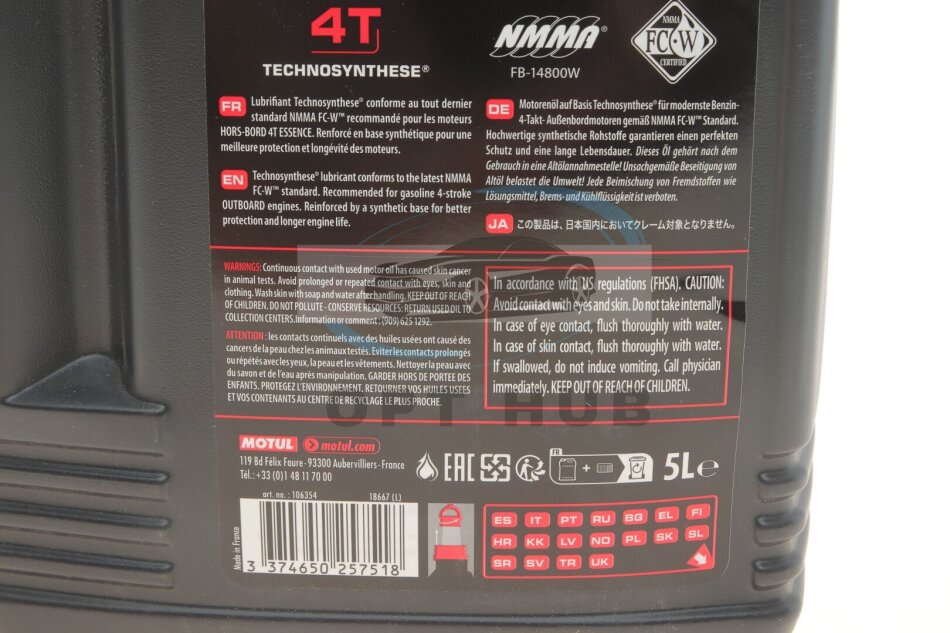 4T
TECHNOSYNTHESE®
NMMA®
FB-14800W
NMMA
FC-W
CERTIFIED
FR Lubrifiant Technosynthese® conforme au tout dernier
standard NMMA FC-W™ recommandé pour les moteurs
HORS-BORD 4T ESSENCE. Renforcé en base synthétique pour une
meilleure protection et longévité des moteurs.
EN Technosynthese® lubricant conforms to the latest NMMA
FC-W™ standard. Recommended for gasoline 4-stroke
OUTBOARD engines. Reinforced by a synthetic base for better
protection and longer engine life.
DE Motorenöl auf Basis Technosynthese® für modernste Benzin-
4-Takt- Außenbordmotoren gemäß NMMA FC-W™ Standard.
Hochwertige synthetische Rohstoffe garantieren einen perfekten
Schutz und eine lange Lebensdauer. Dieses Öl gehört nach dem
Gebrauch in eine Altölannahmestelle! Unsachgemäße Beseitigung von
Altöl belastet die Umwelt! Jede Beimischung von Fremdstoffen wie
Lösungsmittel, Brems- und Kühlflüssigkeit ist verboten.
JA この製品は、日本国内においてクレーム対象となりません。
WARNINGS: Continuous contact with used motor oil has caused skin cancer
in animal tests. Avoid prolonged or repeated contact with eyes, skin and
clothing. Wash skin with soap and water after handling. KEEP OUT OF REACH
OF CHILDREN. DO NOT POLLUTE - CONSERVE RESOURCES: RETURN USED OIL TO
COLLECTION CENTERS. Information or comment : (909) 625 1292.
ATTENTION : les contacts continuels avec des huiles usées ont causé des
cancers de la peau chez les animaux testés. Eviter les contacts prolongés
ou répétés avec les yeux, la peau et les vêtements. Nettoyer la peau avec
du savon et de l'eau après manipulation. GARDER HORS DE PORTEE DES
ENFANTS. PROTEGEZ L'ENVIRONNEMENT, RETOURNER VOS HUILES USEES
ET VOS CONTENANTS AU CENTRE DE RECYCLAGE LE PLUS PROCHE.
In accordance with US regulations (FHSA). CAUTION:
Avoid contact with eyes and skin. Do not take internally.
In case of eye contact, flush thoroughly with water.
In case of skin contact, flush thoroughly with water.
If swallowed, do not induce vomiting. Call physician
immediately. KEEP OUT OF REACH OF CHILDREN.
OPT HUB
MOTUL motul.com
119 Bd Félix Faure - 93300 Aubervilliers - France
Tél.: +33 (0)1 48 11 70 00
EAC
FR
+
5L℮
art. no. : 106354 18667 (L)
Made in France
3 374650 257518
ES IT PT RU BG EL FI
HR KK LV NO PL SK SL
SR SV TR UK